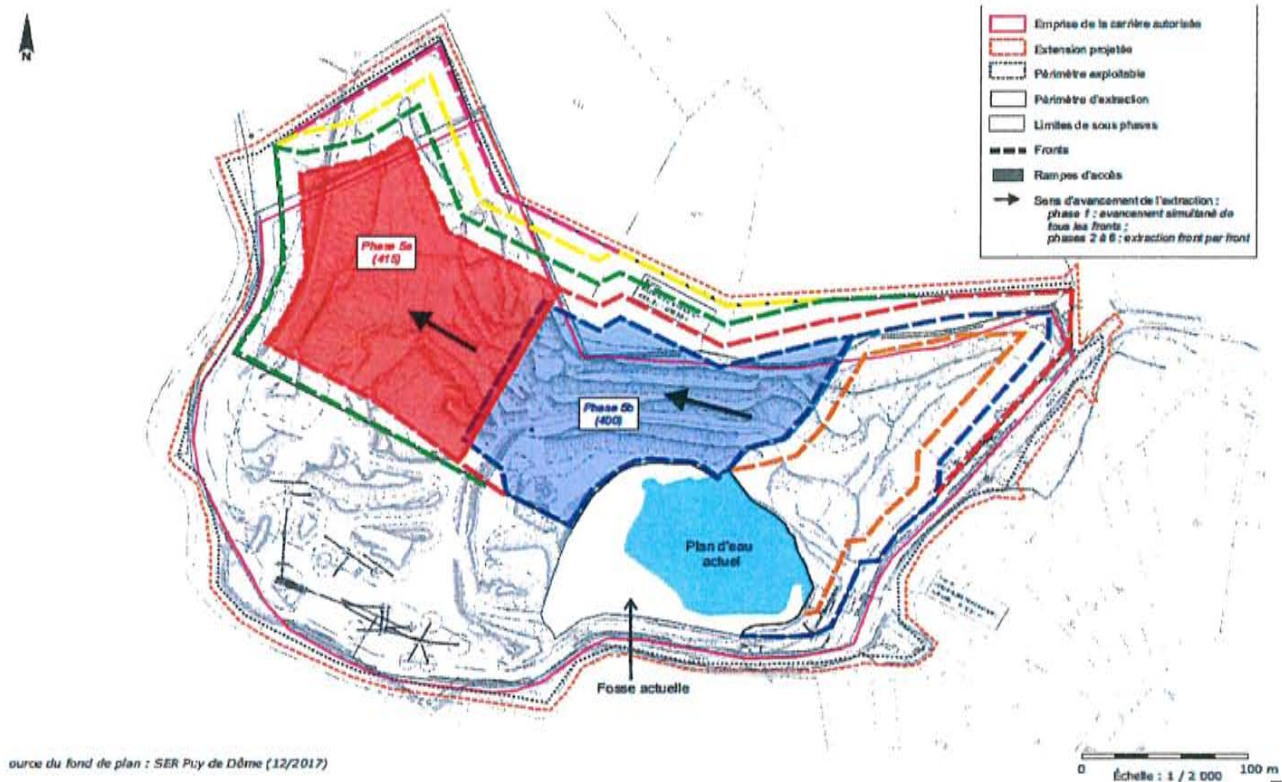 N
Emprise de la carrière autorisée
Extension projetée
Périmètre exploitable
Périmètre d'extraction
Limites de sous phases
Fronts
Rampes d'accès
Sens d'avancement de l'extraction :
phase 1 : avancement simultané de
tous les fronts ;
phases 2 à 6 : extraction front par front
Phase 5a
(415)
Phase 5b
(400)
Plan d'eau
actuel
Fosse actuelle
ource du fond de plan : SER Puy de Dôme (12/2017)
0 100 m
Échelle : 1 / 2 000